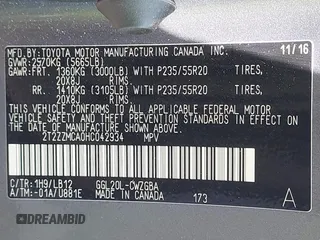 MFD. BY: TOYOTA MOTOR MANUFACTURING CANADA INC. 11/16
GVWR: 2570KG (5665LB)
GAWR: FRT. 1360KG (3000LB) WITH P235/55R20 TIRES,
20X8J RIMS
RR. 1410KG (3105LB) WITH P235/55R20 TIRES,
20X8J RIMS
THIS VEHICLE CONFORMS TO ALL APPLICABLE FEDERAL
MOTOR VEHICLE SAFETY, BUMPER, AND THEFT PREVENTION
STANDARDS IN EFFECT ON THE DATE OF MANUFACTURE
SHOWN ABOVE.
2T2ZZMCA0HC042934 MPV
C/TR: 1H9/LB12 GGL20L-CWZGBA
A/TM: -01A/U881E MADE IN CANADA 173 A
© 2026 BidInfo